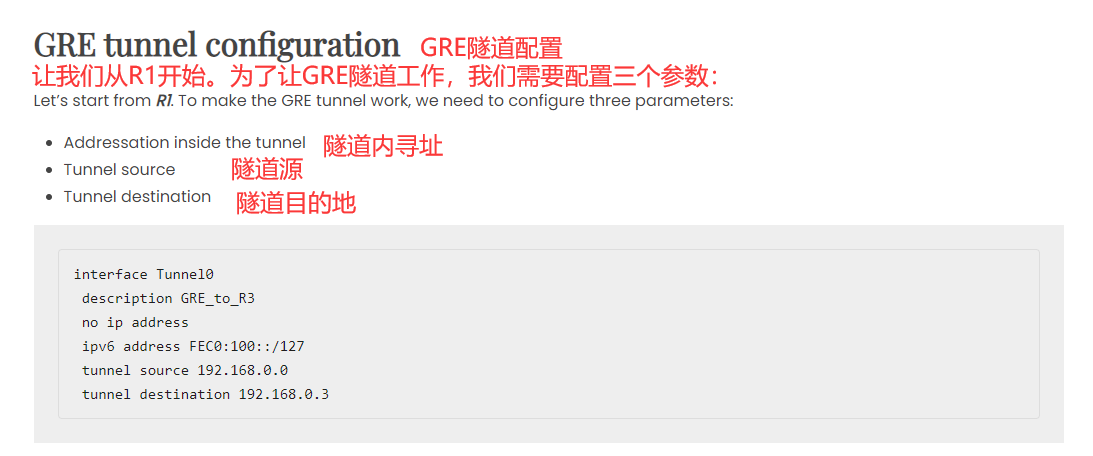 GRE tunnel configuration GRE隧道配置
让我们从R1开始。为了让GRE隧道工作，我们需要配置三个参数：
Let’s start from R1. To make the GRE tunnel work, we need to configure three parameters:
• Addressation inside the tunnel 隧道内寻址
• Tunnel source 隧道源
• Tunnel destination 隧道目的地
interface Tunnel0
 description GRE_to_R3
 no ip address
 ipv6 address FEC0:100::/127
 tunnel source 192.168.0.0
 tunnel destination 192.168.0.3